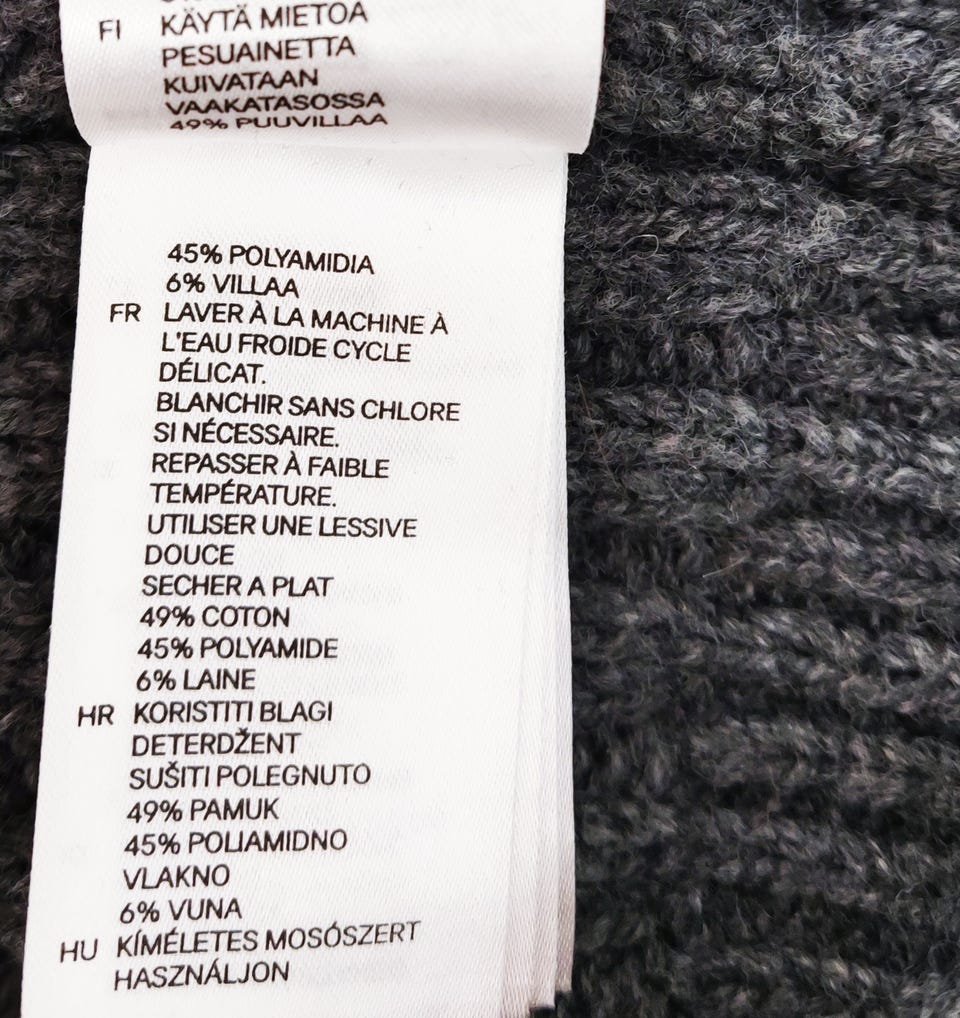 FI KÄYTÄ MIETOA
PESUAINETTA
KUIVATAAN
VAAKATASOSSA
49% PUUVILLAA
45% POLYAMIDIA
6% VILLAA
FR LAVER À LA MACHINE À
L'EAU FROIDE CYCLE
DÉLICAT.
BLANCHIR SANS CHLORE
SI NÉCESSAIRE.
REPASSER À FAIBLE
TEMPÉRATURE.
UTILISER UNE LESSIVE
DOUCE
SECHER A PLAT
49% COTON
45% POLYAMIDE
6% LAINE
HR KORISTITI BLAGI
DETERDŽENT
SUŠITI POLEGNUTO
49% PAMUK
45% POLIAMIDNO
VLAKNO
6% VUNA
HU KÍMÉLETES MOSÓSZERT
HASZNÁLJON